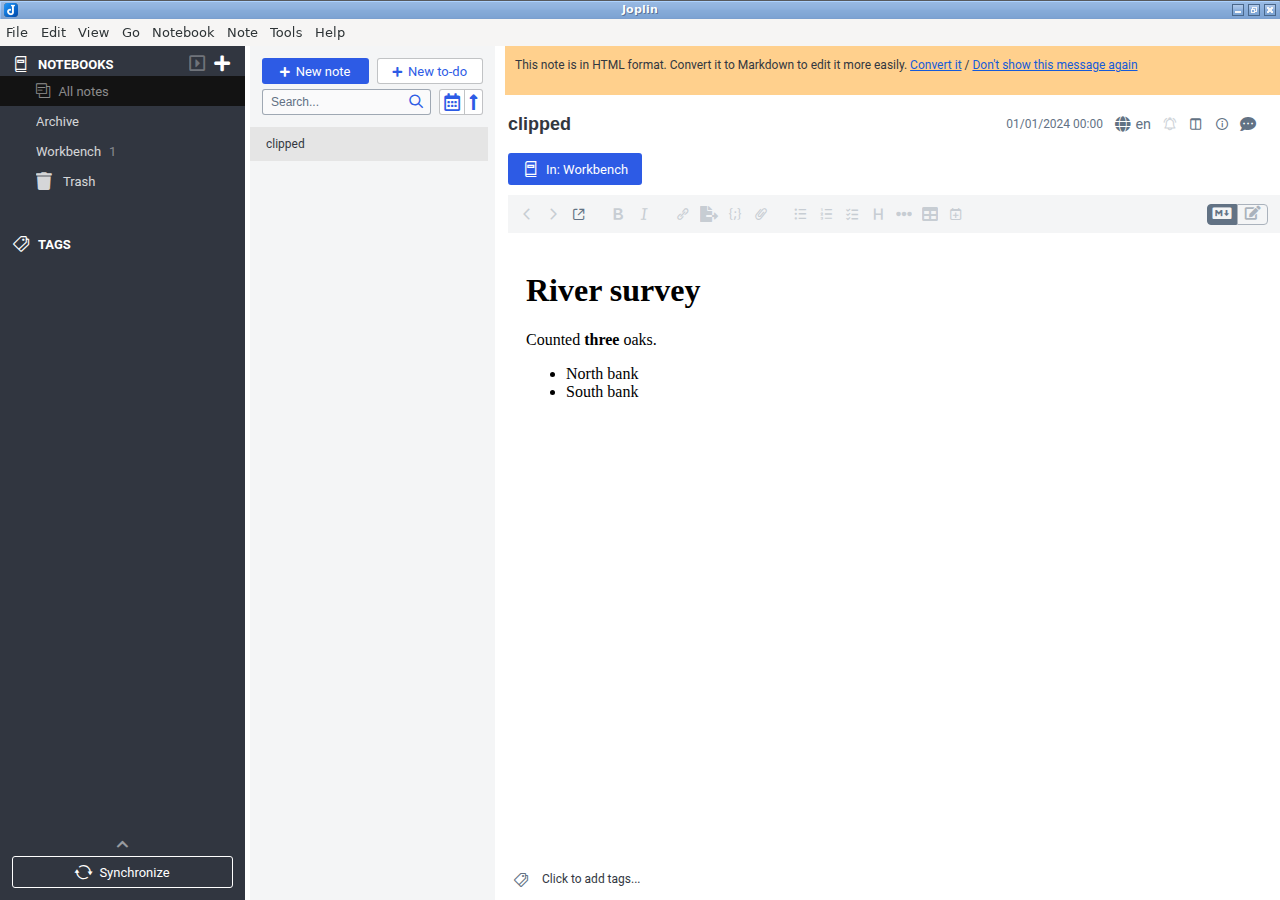 Joplin
File Edit View Go Notebook Note Tools Help
NOTEBOOKS
All notes
Archive
Workbench 1
Trash
TAGS
Synchronize
New note
New to-do
Search...
clipped
This note is in HTML format. Convert it to Markdown to edit it more easily. Convert it / Don't show this message again
clipped
01/01/2024 00:00
en
In: Workbench
River survey
Counted three oaks.
North bank
South bank
Click to add tags...